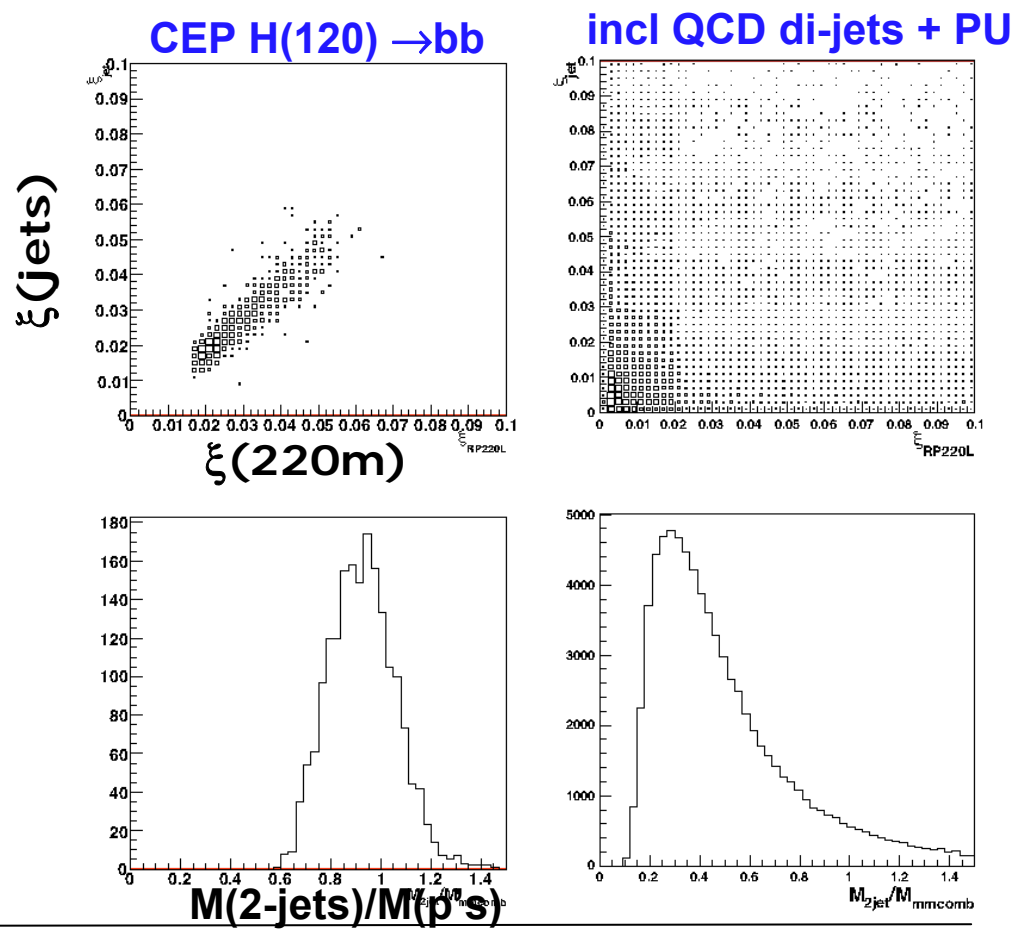 CEP H(120) →bb
incl QCD di-jets + PU
ξ(jets)
ξjet
0.1
0.09
0.08
0.07
0.06
0.05
0.04
0.03
0.02
0.01
0
0 0.01 0.02 0.03 0.04 0.05 0.06 0.07 0.08 0.09 0.1
ξRP220L
ξ(220m)
ξjet
0.1
0.09
0.08
0.07
0.06
0.05
0.04
0.03
0.02
0.01
0
0 0.01 0.02 0.03 0.04 0.05 0.06 0.07 0.08 0.09 0.1
ξRP220L
180
160
140
120
100
80
60
40
20
0
0 0.2 0.4 0.6 0.8 1 1.2 1.4
M2jet/Mmmcomb
M(2-jets)/M(p's)
5000
4000
3000
2000
1000
0
0 0.2 0.4 0.6 0.8 1 1.2 1.4
M2jet/Mmmcomb